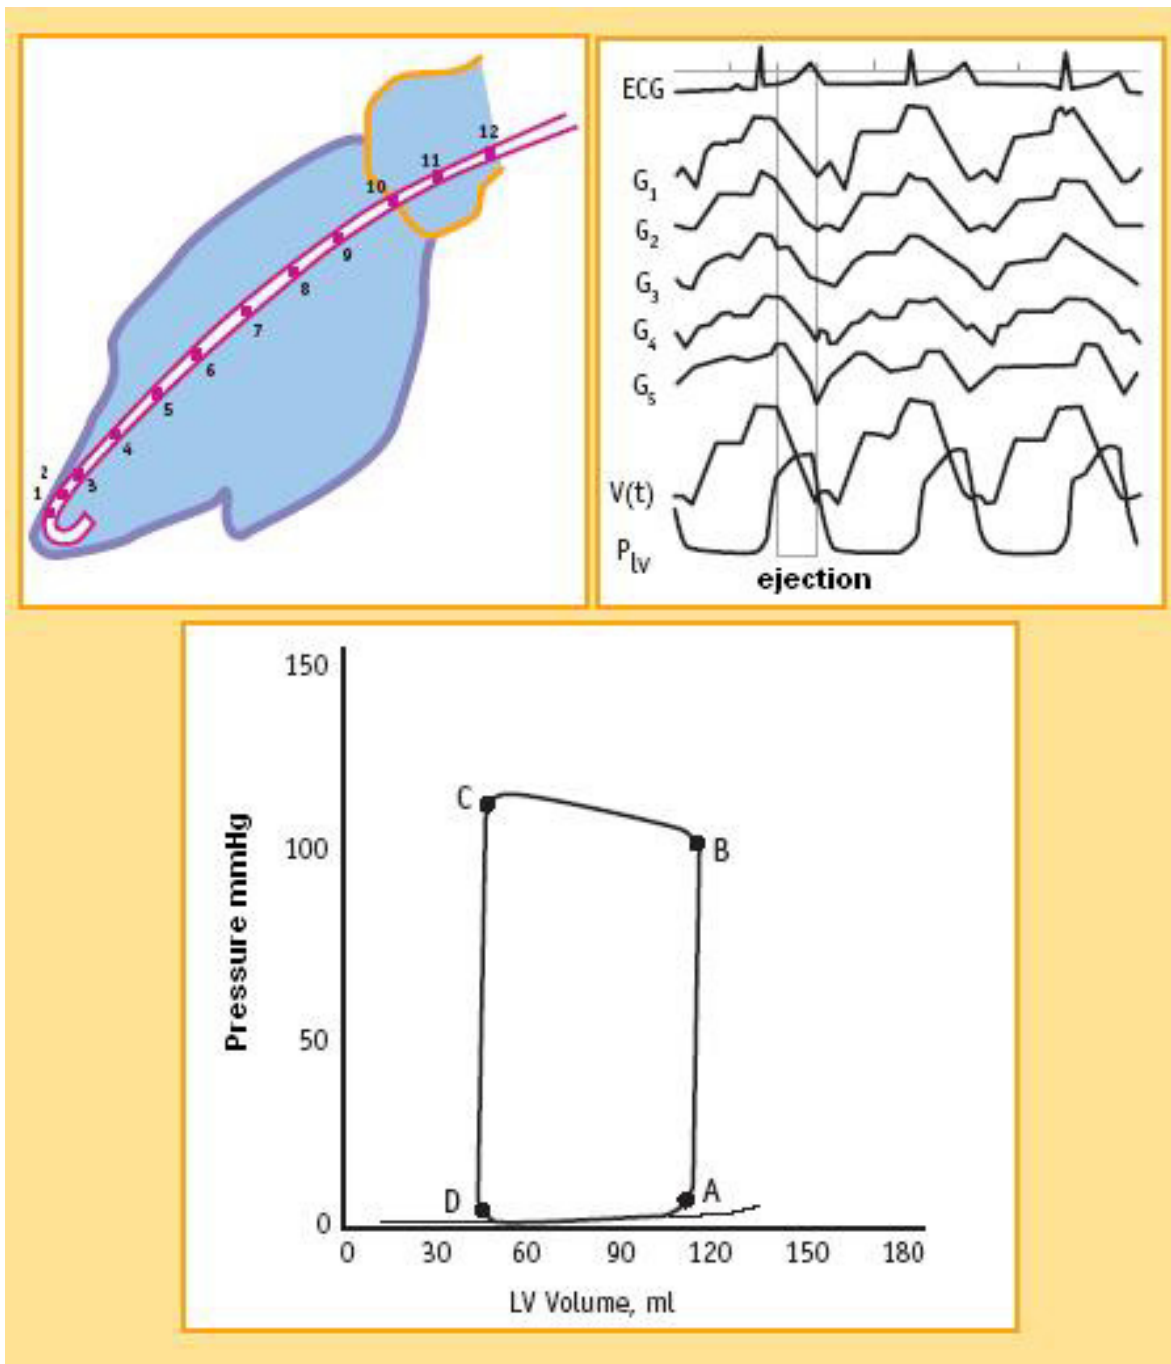 12
11
10
9
8
7
6
5
4
3
2
1
ECG
G1
G2
G3
G4
G5
V(t)
Plv
ejection
150
100
50
0
Pressure mmHg
C
B
D
A
0 30 60 90 120 150 180
LV Volume, ml